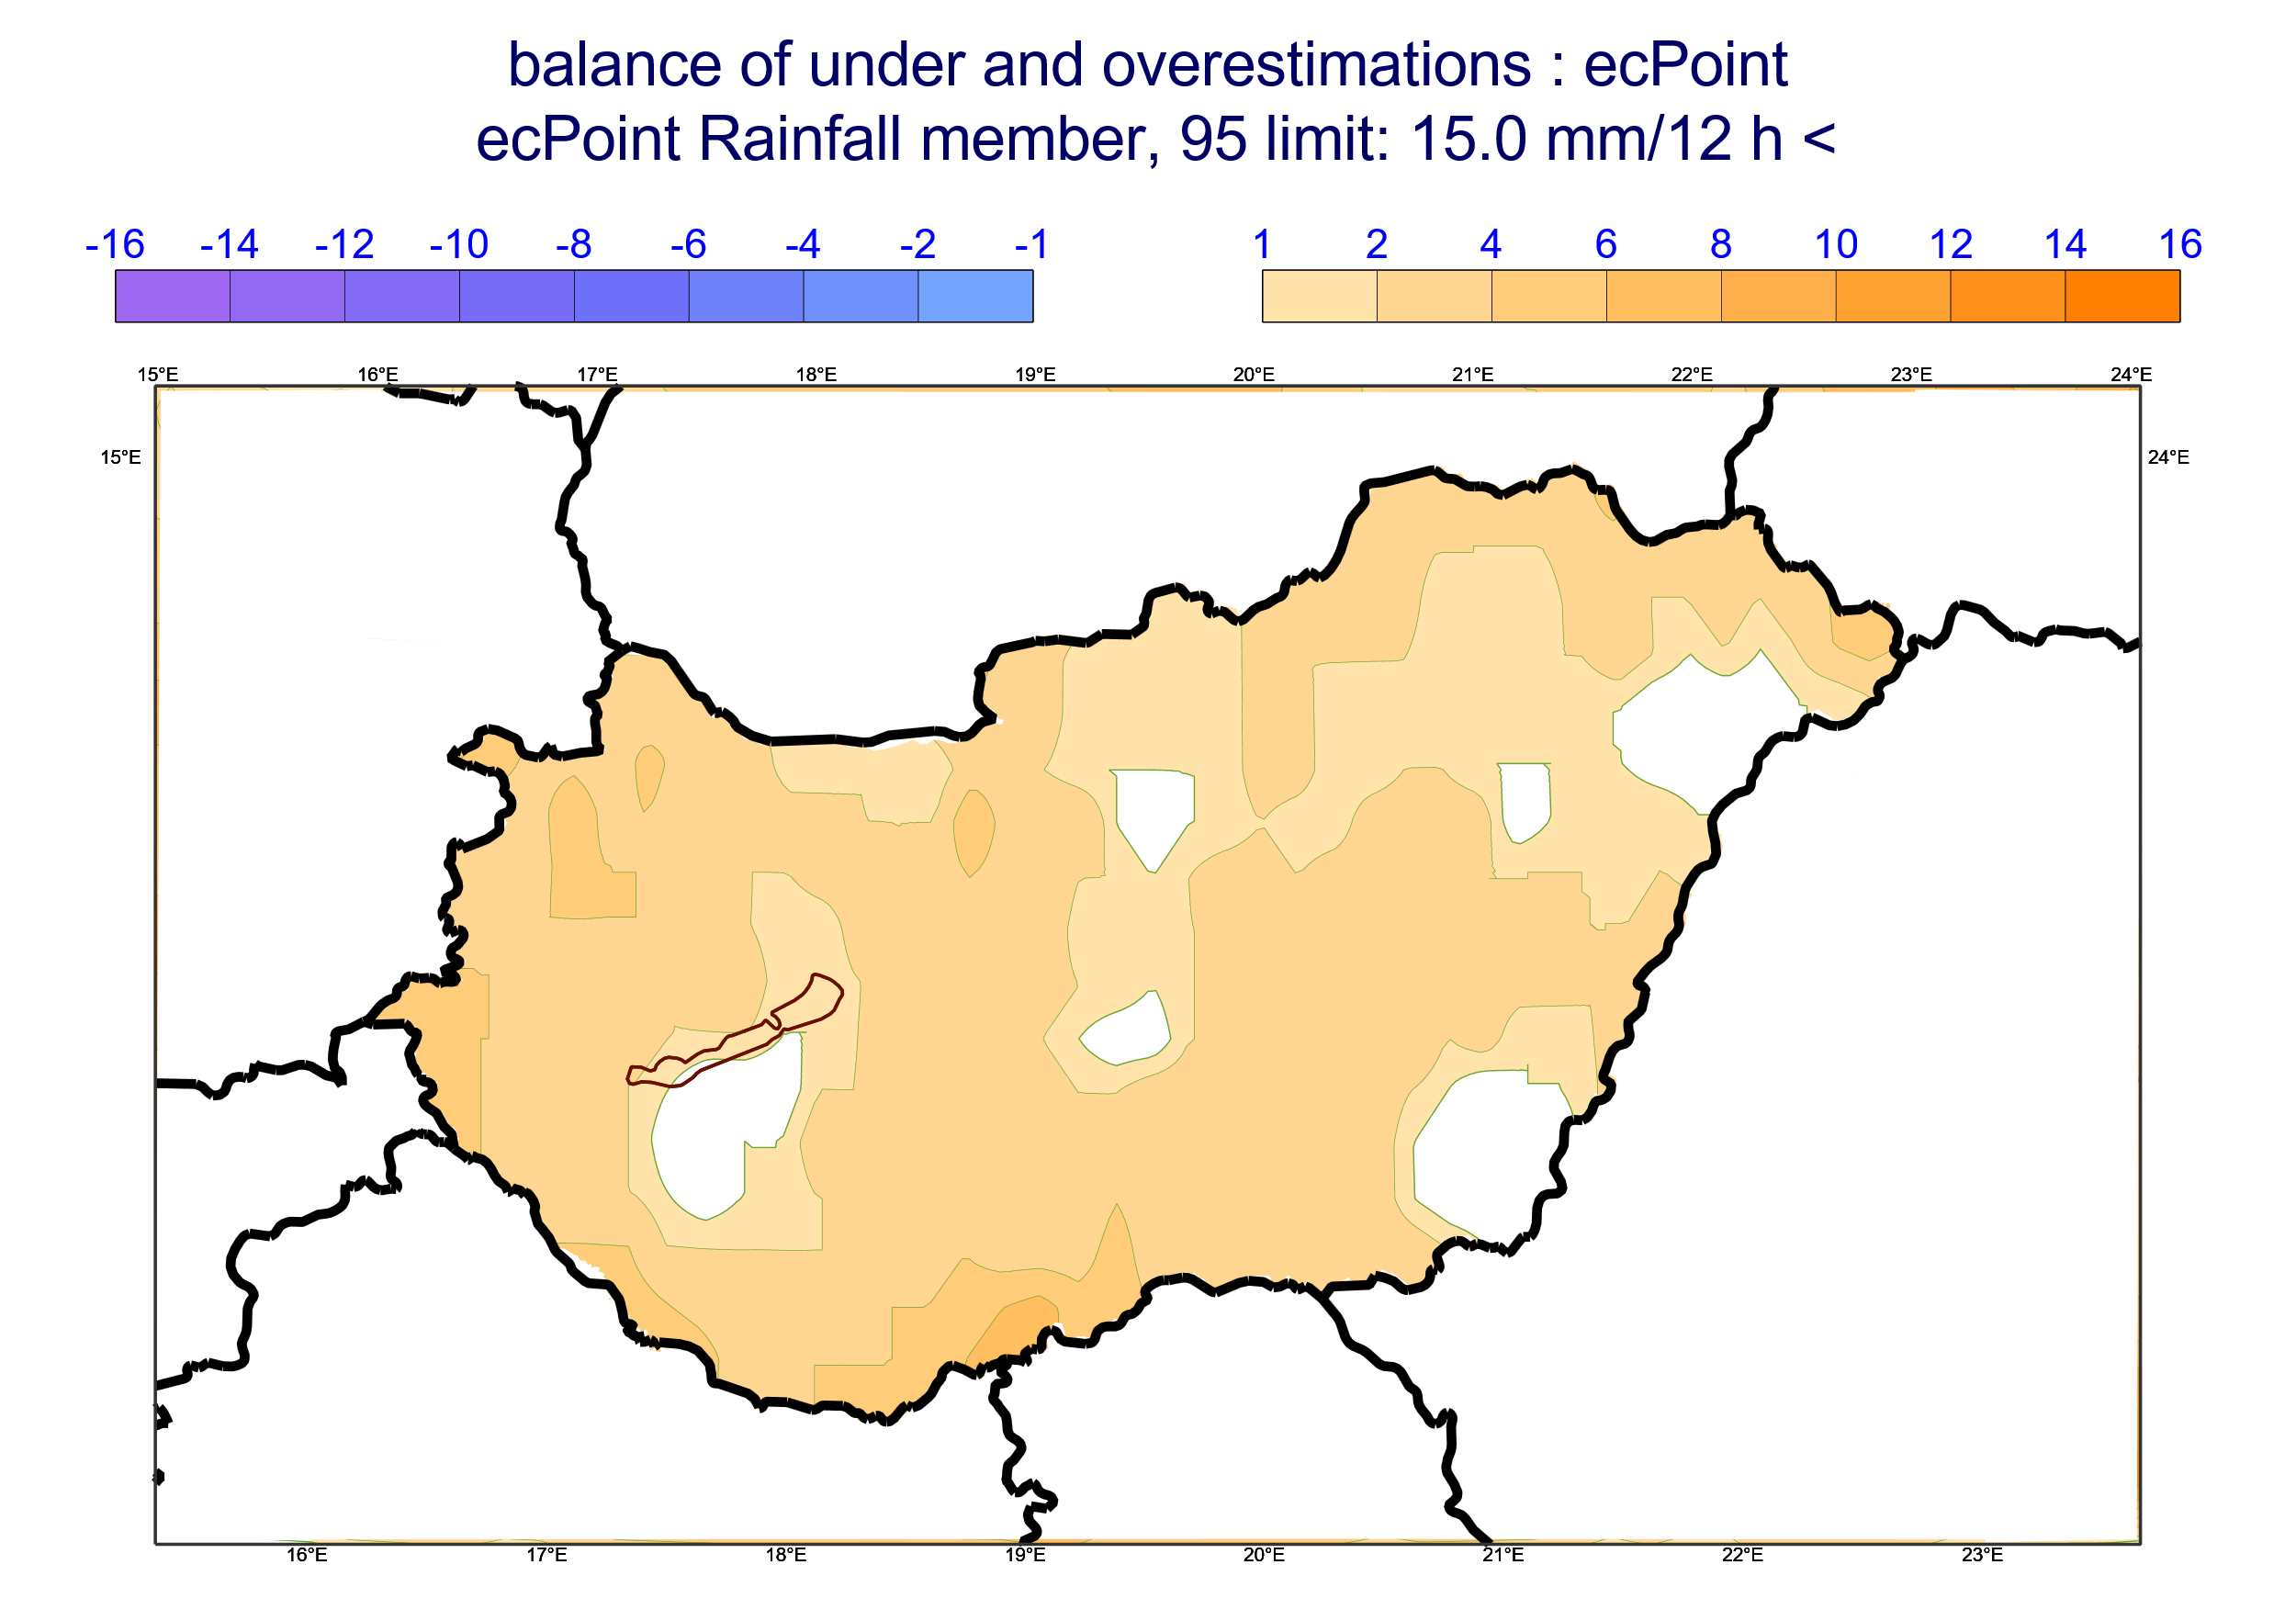 balance of under and overestimations : ecPoint
ecPoint Rainfall member, 95 limit: 15.0 mm/12 h <
-16 -14 -12 -10 -8 -6 -4 -2 -1 1 2 4 6 8 10 12 14 16
15°E 16°E 17°E 18°E 19°E 20°E 21°E 22°E 23°E 24°E
15°E 24°E
16°E 17°E 18°E 19°E 20°E 21°E 22°E 23°E